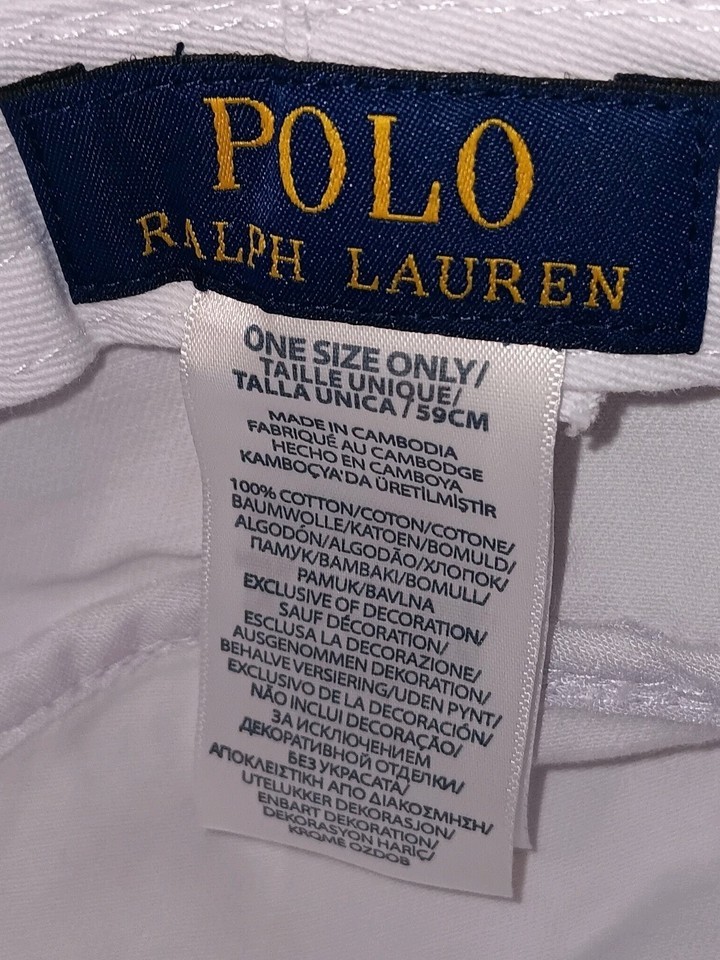 POLO
RALPH LAUREN
ONE SIZE ONLY/
TAILLE UNIQUE/
TALLA UNICA / 59CM
MADE IN CAMBODIA
FABRIQUÉ AU CAMBODGE
HECHO EN CAMBOYA
KAMBOÇYA'DA ÜRETİLMİŞTİR
100% COTTON/COTON/COTONE/
BAUMWOLLE/KATOEN/BOMULD/
ALGODÓN/ALGODÃO/ХЛОПОК/
ПАМУК/BAMBAKI/BOMULL/
PAMUK/BAVLNA
EXCLUSIVE OF DECORATION/
SAUF DÉCORATION/
ESCLUSA LA DECORAZIONE/
AUSGENOMMEN DEKORATION/
BEHALVE VERSIERING/UDEN PYNT/
EXCLUSIVO DE LA DECORACIÓN/
NÃO INCLUI DECORAÇÃO/
ЗА ИСКЛЮЧЕНИЕМ
ДЕКОРАТИВНОЙ ОТДЕЛКИ/
БЕЗ УКРАСАТА/
ΑΠΟΚΛΕΙΣΤΙΚΗ ΑΠΟ ΔΙΑΚΟΣΜΗΣΗ/
UTELUKKER DEKORASJON/
ENBART DEKORATION/
DEKORASYON HARİÇ/
KROMĚ OZDOB